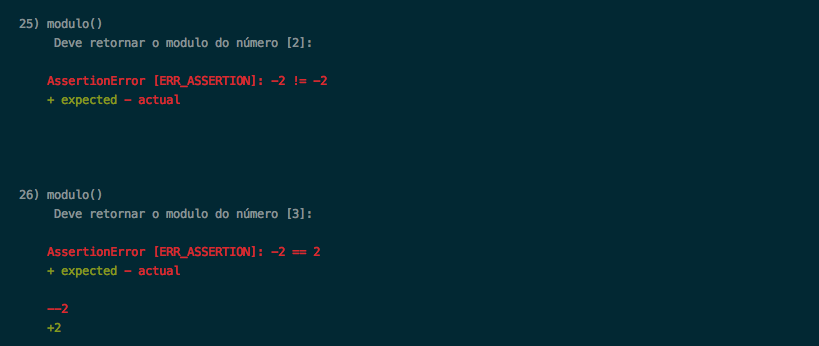 25) modulo()
Deve retornar o modulo do número [2]:
AssertionError [ERR_ASSERTION]: -2 != -2
+ expected - actual
26) modulo()
Deve retornar o modulo do número [3]:
AssertionError [ERR_ASSERTION]: -2 == 2
+ expected - actual
--2
+2